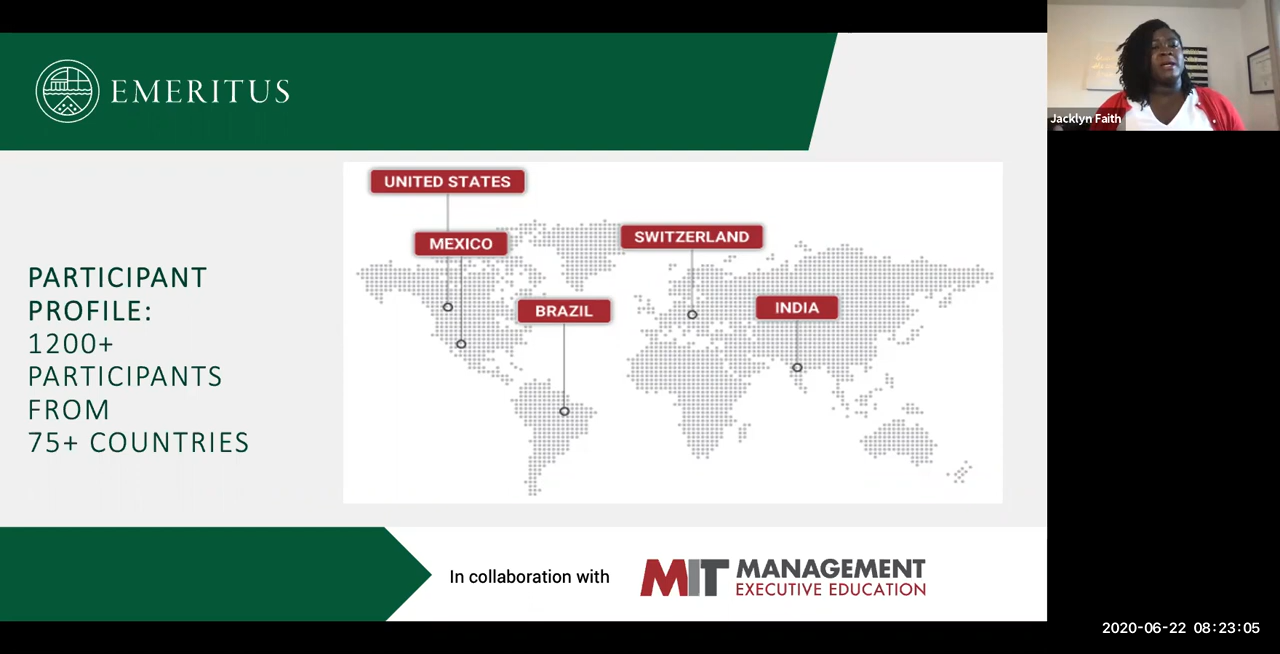 EMERITUS
Jacklyn Faith
UNITED STATES
MEXICO
SWITZERLAND
BRAZIL
INDIA
PARTICIPANT
PROFILE:
1200+
PARTICIPANTS
FROM
75+ COUNTRIES
In collaboration with
MIT MANAGEMENT
EXECUTIVE EDUCATION
2020-06-22 08:23:05